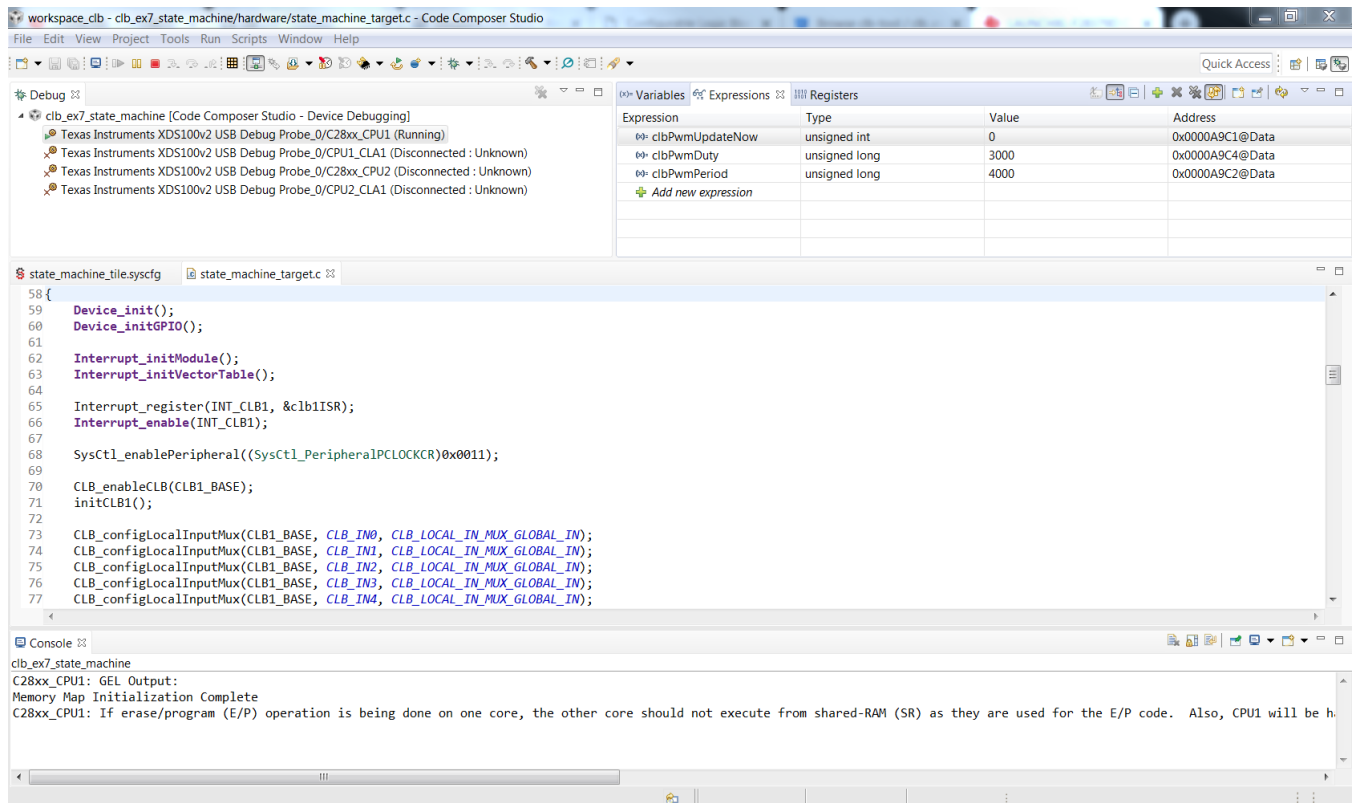 workspace_clb - clb_ex7_state_machine/hardware/state_machine_target.c - Code Composer Studio
File Edit View Project Tools Run Scripts Window Help
Quick Access
Debug
clb_ex7_state_machine [Code Composer Studio - Device Debugging]
Texas Instruments XDS100v2 USB Debug Probe_0/C28xx_CPU1 (Running)
Texas Instruments XDS100v2 USB Debug Probe_0/CPU1_CLA1 (Disconnected : Unknown)
Texas Instruments XDS100v2 USB Debug Probe_0/C28xx_CPU2 (Disconnected : Unknown)
Texas Instruments XDS100v2 USB Debug Probe_0/CPU2_CLA1 (Disconnected : Unknown)
(x)= Variables Expressions Registers
Expression Type Value Address
(x)= clbPwmUpdateNow unsigned int 0 0x0000A9C1@Data
(x)= clbPwmDuty unsigned long 3000 0x0000A9C4@Data
(x)= clbPwmPeriod unsigned long 4000 0x0000A9C2@Data
Add new expression
state_machine_tile.syscfg state_machine_target.c
58 {
59 Device_init();
60 Device_initGPIO();
61
62 Interrupt_initModule();
63 Interrupt_initVectorTable();
64
65 Interrupt_register(INT_CLB1, &clb1ISR);
66 Interrupt_enable(INT_CLB1);
67
68 SysCtl_enablePeripheral((SysCtl_PeripheralPCLOCKCR)0x0011);
69
70 CLB_enableCLB(CLB1_BASE);
71 initCLB1();
72
73 CLB_configLocalInputMux(CLB1_BASE, CLB_IN0, CLB_LOCAL_IN_MUX_GLOBAL_IN);
74 CLB_configLocalInputMux(CLB1_BASE, CLB_IN1, CLB_LOCAL_IN_MUX_GLOBAL_IN);
75 CLB_configLocalInputMux(CLB1_BASE, CLB_IN2, CLB_LOCAL_IN_MUX_GLOBAL_IN);
76 CLB_configLocalInputMux(CLB1_BASE, CLB_IN3, CLB_LOCAL_IN_MUX_GLOBAL_IN);
77 CLB_configLocalInputMux(CLB1_BASE, CLB_IN4, CLB_LOCAL_IN_MUX_GLOBAL_IN);
Console
clb_ex7_state_machine
C28xx_CPU1: GEL Output:
Memory Map Initialization Complete
C28xx_CPU1: If erase/program (E/P) operation is being done on one core, the other core should not execute from shared-RAM (SR) as they are used for the E/P code. Also, CPU1 will be